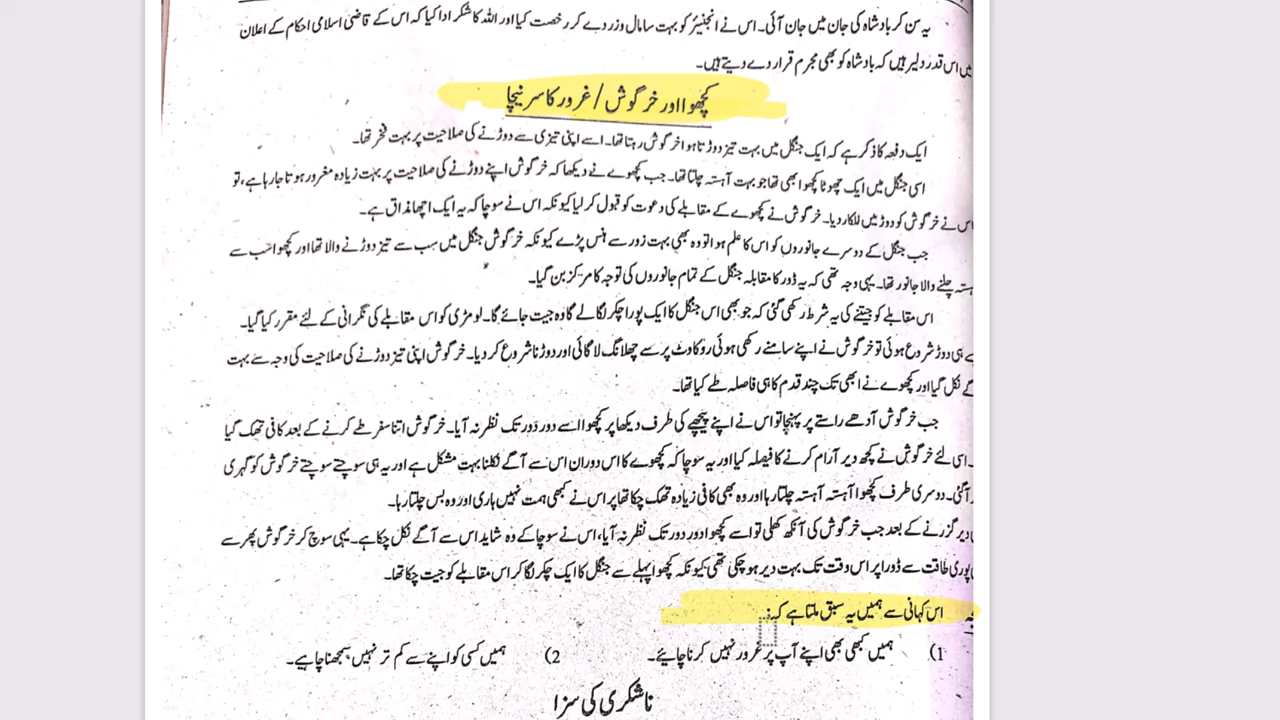 یہ سن کر بادشاہ کی جان میں جان آئی۔ اس نے انجنیئر کو بہت سا مال و زر دے کر رخصت کیا اور اللہ کا شکر ادا کیا کہ اس کے قاضی اسلامی احکام کے اعلان
میں اس قدر دلیر ہیں کہ بادشاہ کو بھی مجرم قرار دے دیتے ہیں۔
کچھوا اور خرگوش / غرور کا سر نیچا
ایک دفعہ کا ذکر ہے کہ ایک جنگل میں بہت تیز دوڑتا ہوا خرگوش رہتا تھا۔ اسے اپنی تیزی سے دوڑنے کی صلاحیت پر بہت فخر تھا۔
اسی جنگل میں ایک چھوٹا کچھوا بھی تھا جو بہت آہستہ چلتا تھا۔ جب کچھوے نے دیکھا کہ خرگوش اپنے دوڑنے کی صلاحیت پر بہت زیادہ مغرور ہوتا جا رہا ہے، تو
اس نے خرگوش کو دوڑ میں للکار دیا۔ خرگوش نے کچھوے کے مقابلے کی دعوت کو قبول کر لیا کیونکہ اس نے سوچا کہ یہ ایک اچھا مذاق ہے۔
جب جنگل کے دوسرے جانوروں کو اس کا علم ہوا تو وہ بھی بہت زور سے ہنس پڑے کیونکہ خرگوش جنگل میں سب سے تیز دوڑنے والا تھا اور کچھوا سب سے
ہستہ چلنے والا جانور تھا۔ یہی وجہ تھی کہ یہ ڈور کا مقابلہ جنگل کے تمام جانوروں کی توجہ کا مرکز بن گیا۔
اس مقابلے کو جیتنے کی یہ شرط رکھی گئی کہ جو بھی اس جنگل کا ایک پورا چکر لگا لے گا وہ جیت جائے گا۔ لومڑی کو اس مقابلے کی نگرانی کے لئے مقرر کیا گیا۔
ہی دوڑ شروع ہوئی تو خرگوش نے اپنے سامنے رکھی ہوئی روکاوٹ پر سے چھلانگ لاگائی اور دوڑنا شروع کر دیا۔ خرگوش اپنی تیز دوڑنے کی صلاحیت کی وجہ سے بہت
نکل گیا اور کچھوے نے ابھی تک چند قدم کا ہی فاصلہ طے کیا تھا۔
جب خرگوش آدھے راستے پر پہنچا تو اس نے اپنے پیچھے کی طرف دیکھا پر کچھوا اسے دور دور تک نظر نہ آیا۔ خرگوش اتنا سفر طے کرنے کے بعد کافی تھک گیا
۔ اسی لئے خرگوش نے کچھ دیر آرام کرنے کا فیصلہ کیا اور یہ سوچا کہ کچھوے کا اس دوران اس سے آگے نکلنا بہت مشکل ہے اور یہ ہی سوچتے سوچتے خرگوش کو گہری
آگئی۔ دوسری طرف کچھوا آہستہ آہستہ چلتا رہا اور وہ بھی کافی زیادہ تھک چکا تھا پر اس نے کبھی ہمت نہیں ہاری اور وہ بس چلتا رہا۔
دیر گزرنے کے بعد جب خرگوش کی آنکھ کھلی تو اسے کچھوا دور دور تک نظر نہ آیا، اس نے سوچا کے وہ شاید اس سے آگے نکل چکا ہے۔ یہی سوچ کر خرگوش پھر سے
پوری طاقت سے ڈورا پر اس وقت تک بہت دیر ہو چکی تھی کیونکہ کچھوا پہلے سے جنگل کا ایک چکر لگا کر اس مقابلے کو جیت چکا تھا۔
اس کہانی سے ہمیں یہ سبق ملتا ہے کہ:
1) ہمیں کبھی بھی اپنے آپ پر غرور نہیں کرنا چاہیئے۔ 2) ہمیں کسی کو اپنے سے کم تر نہیں سمجھنا چاہیے۔
ناشکری کی سزا